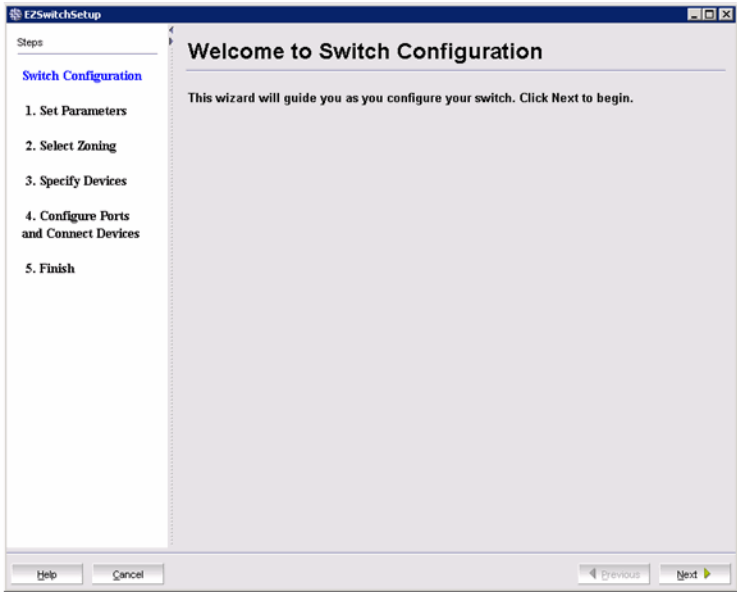 EZSwitchSetup
Steps
Switch Configuration
1. Set Parameters
2. Select Zoning
3. Specify Devices
4. Configure Ports
and Connect Devices
5. Finish
Welcome to Switch Configuration
This wizard will guide you as you configure your switch. Click Next to begin.
Help
Cancel
Previous
Next